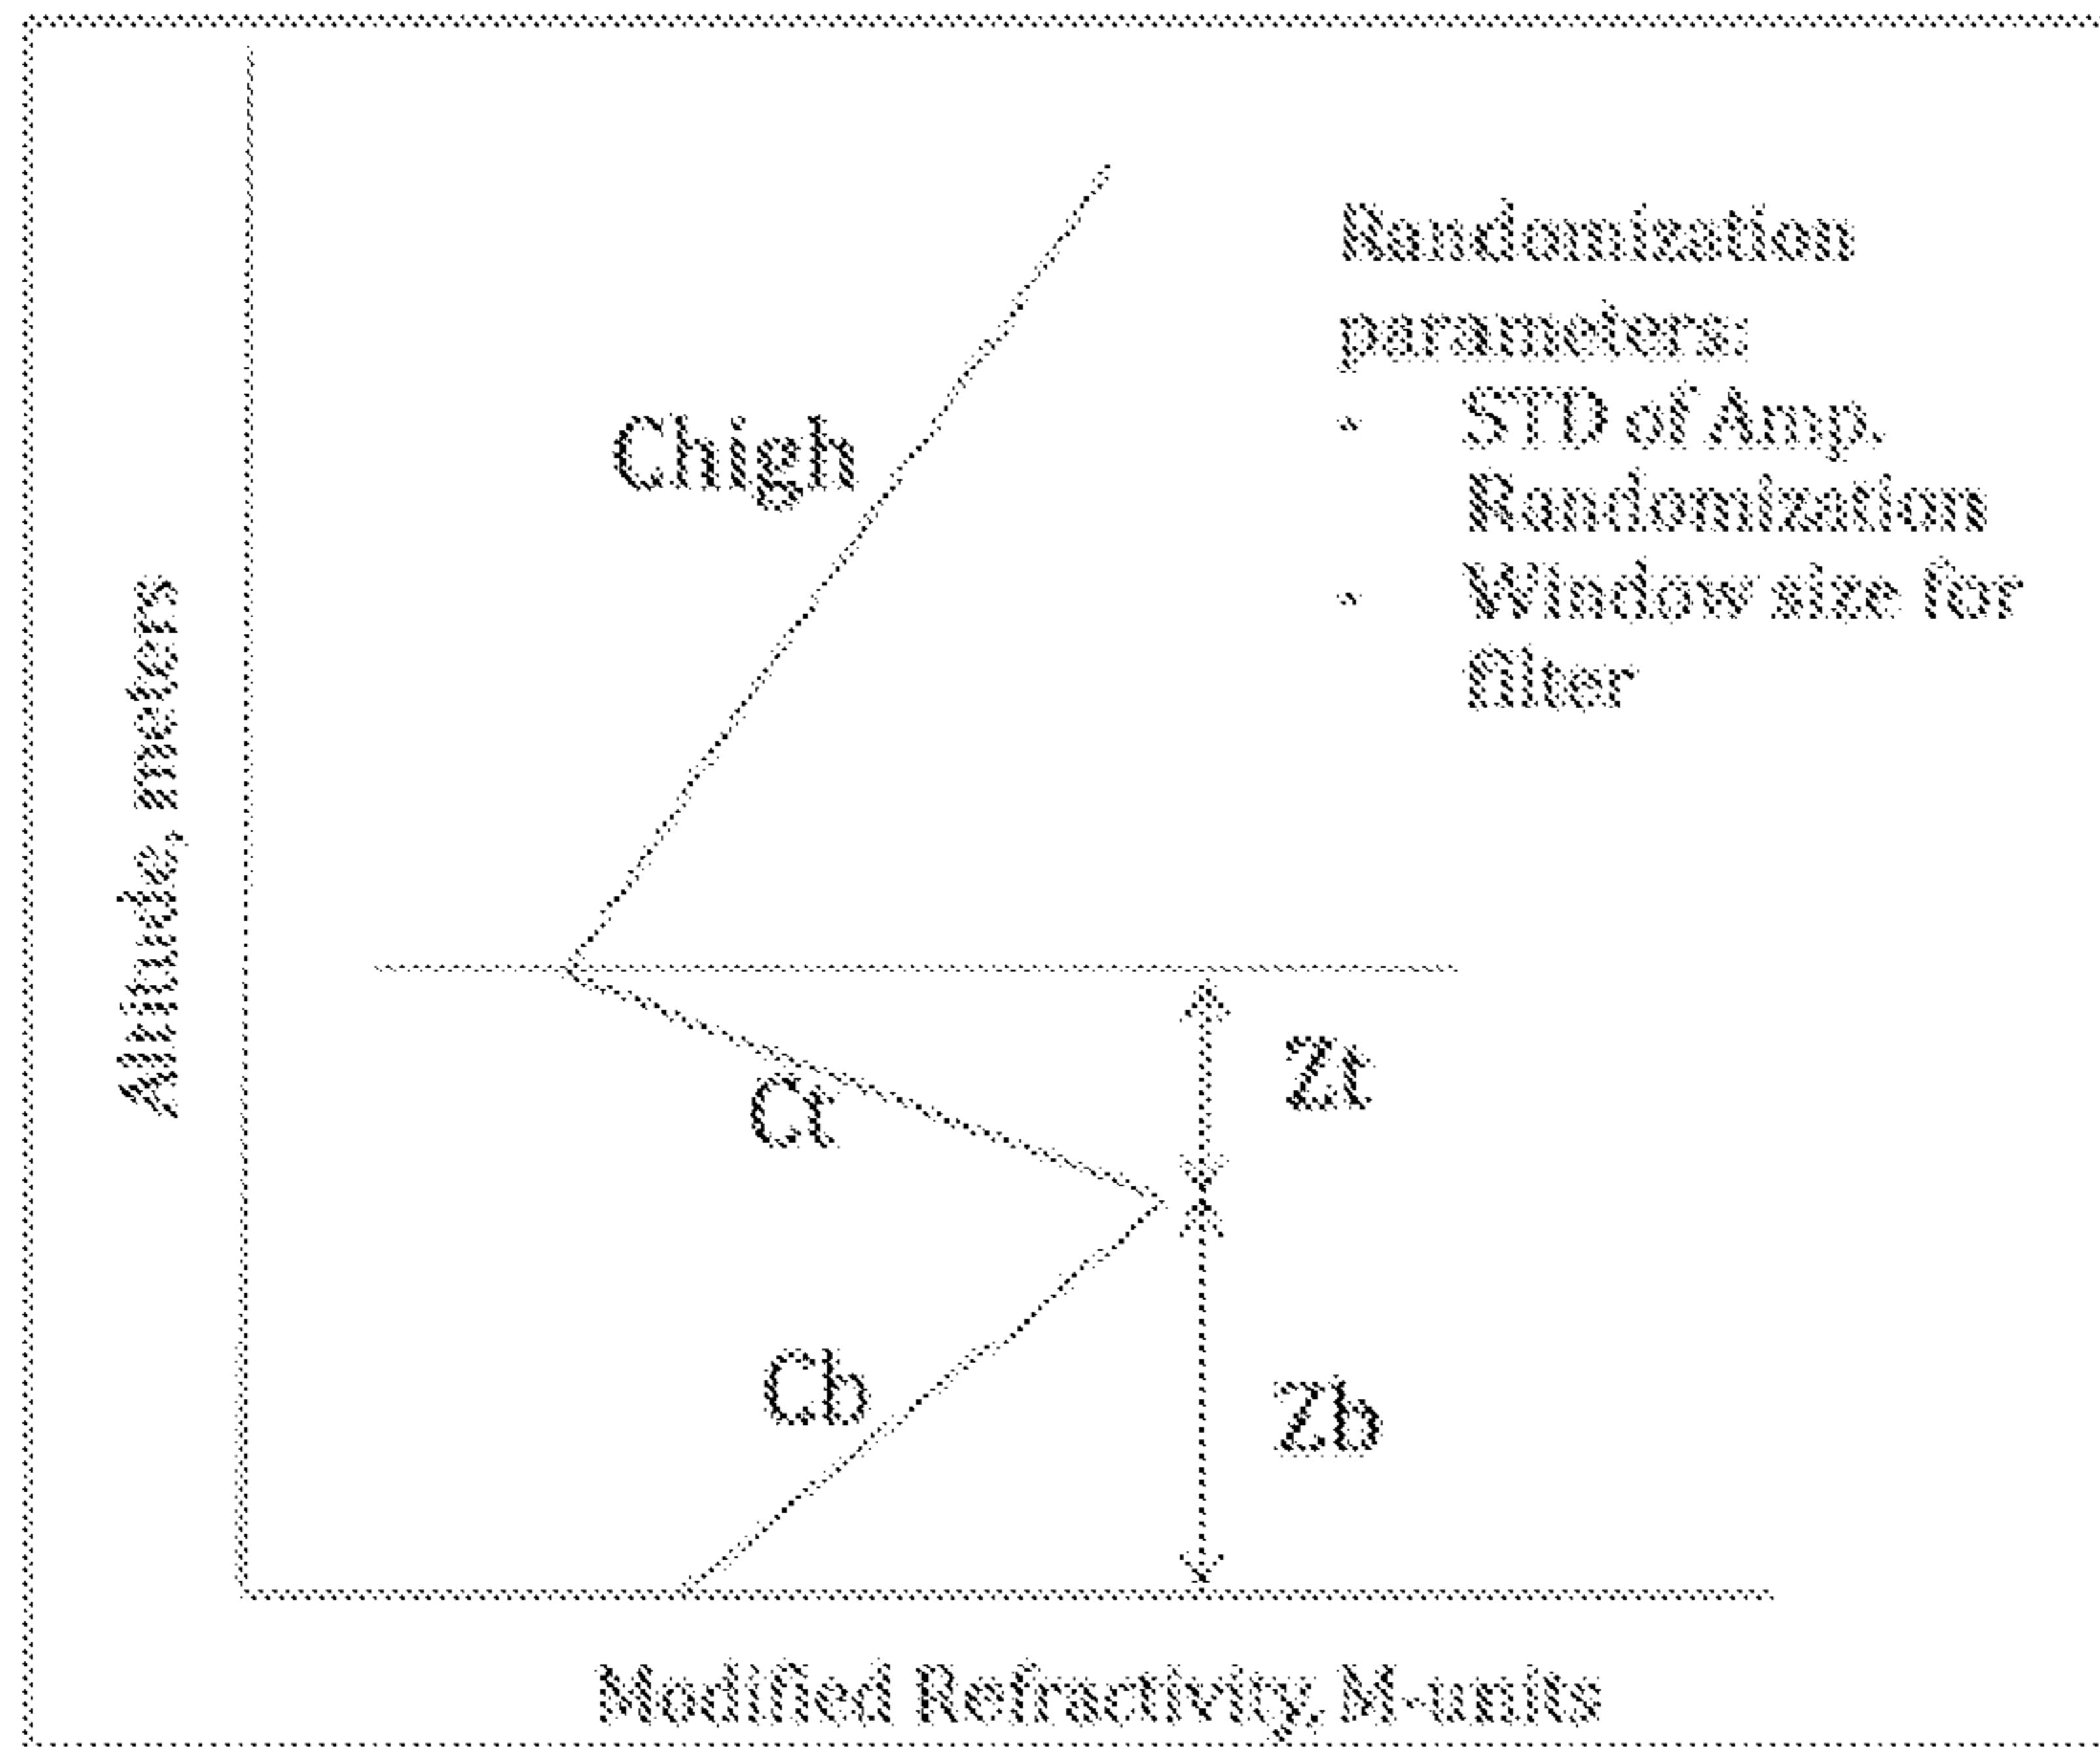 Randomization
parameters:
• STD of Amp.
Randomization
• Window size for
filter
Chigh
Altitude, meters
Zt
Ct
Cb
Zb
Modified Refractivity, M-units